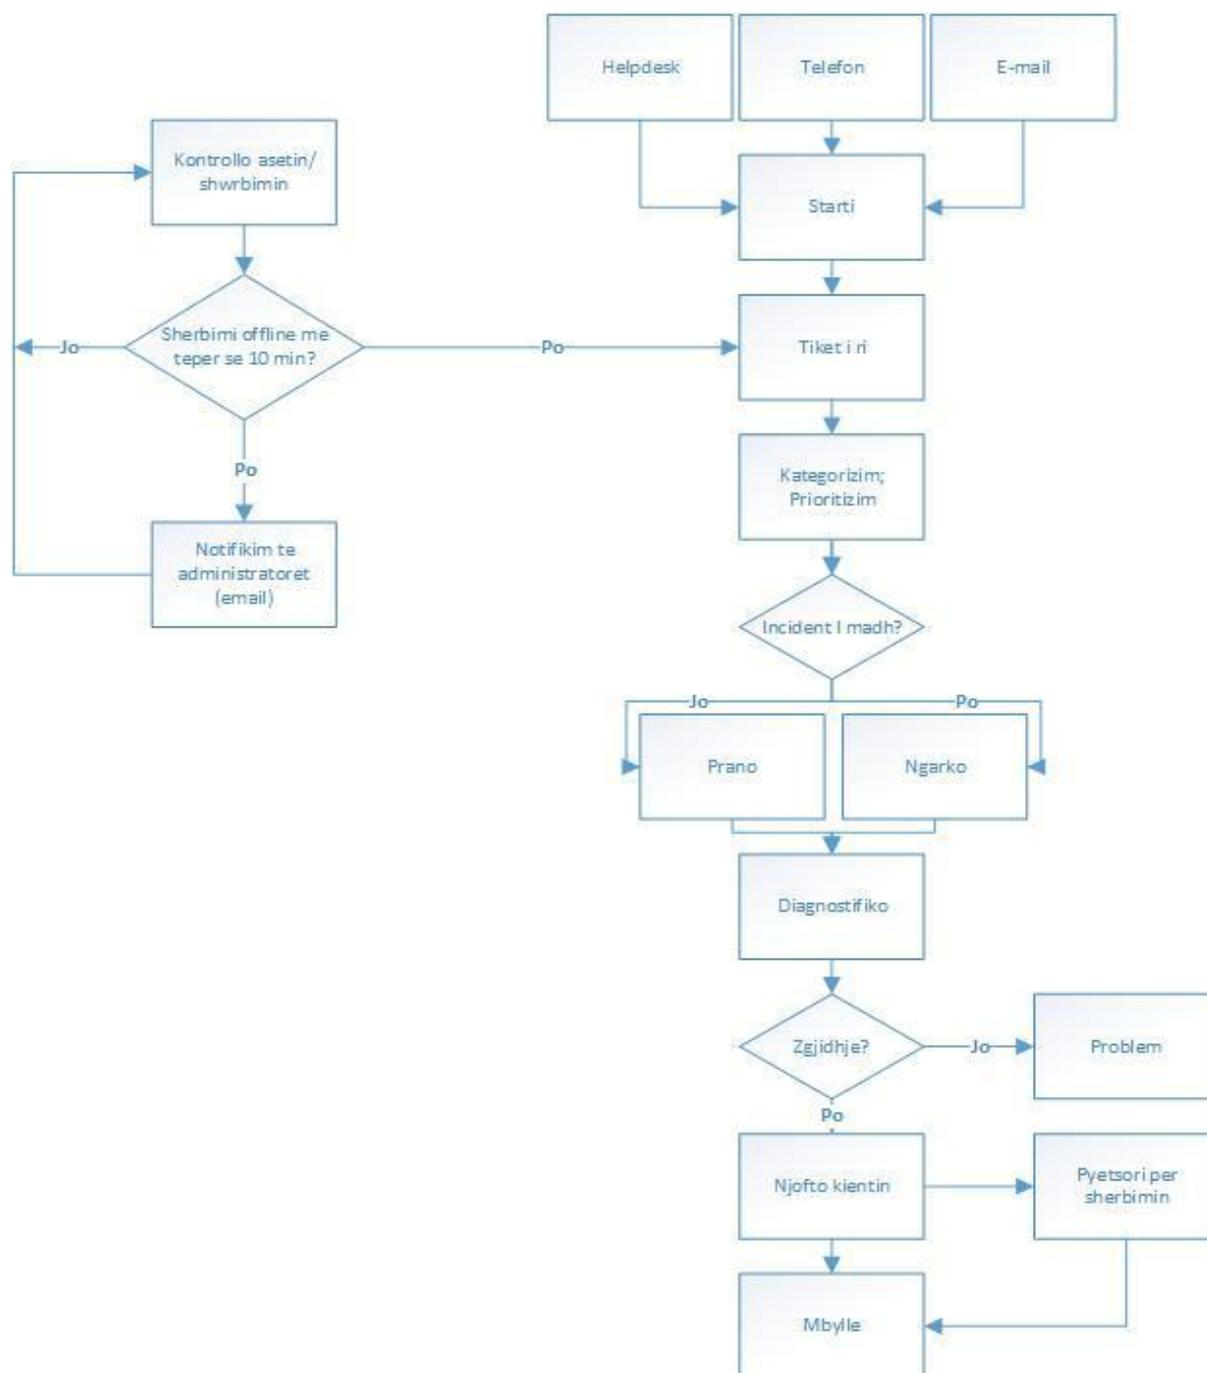 Helpdesk
Telefon
E-mail
Kontrollo asetin/
shwrbimin
Starti
Sherbimi offline me
teper se 10 min?
Jo
Po
Tiket i ri
Po
Kategorizim;
Prioritizim
Notifikim te
administratoret
(email)
Incident I madh?
Jo
Po
Prano
Ngarko
Diagnostifiko
Zgjidhje?
Jo
Problem
Po
Njofto kientin
Pyetsori per
sherbimin
Mbylle